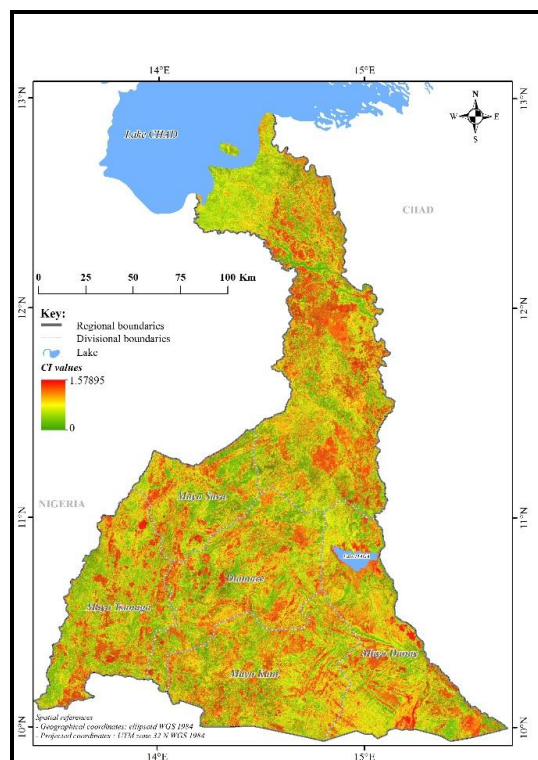 14°E 15°E
13°N 13°N
N
W E
S
Lake CHAD
CHAD
0 25 50 75 100 Km
12°N 12°N
Key:
Regional boundaries
Divisional boundaries
Lake
CI values
1.57895
0
NIGERIA
Mayo Sava
11°N 11°N
Diamare
Mayo Tsanaga
Mayo Danay
Mayo Kani
Spatial references
- Geographical coordinates: ellipsoid WGS 1984
- Projected coordinates : UTM zone 32 N WGS 1984
10°N 10°N
14°E 15°E